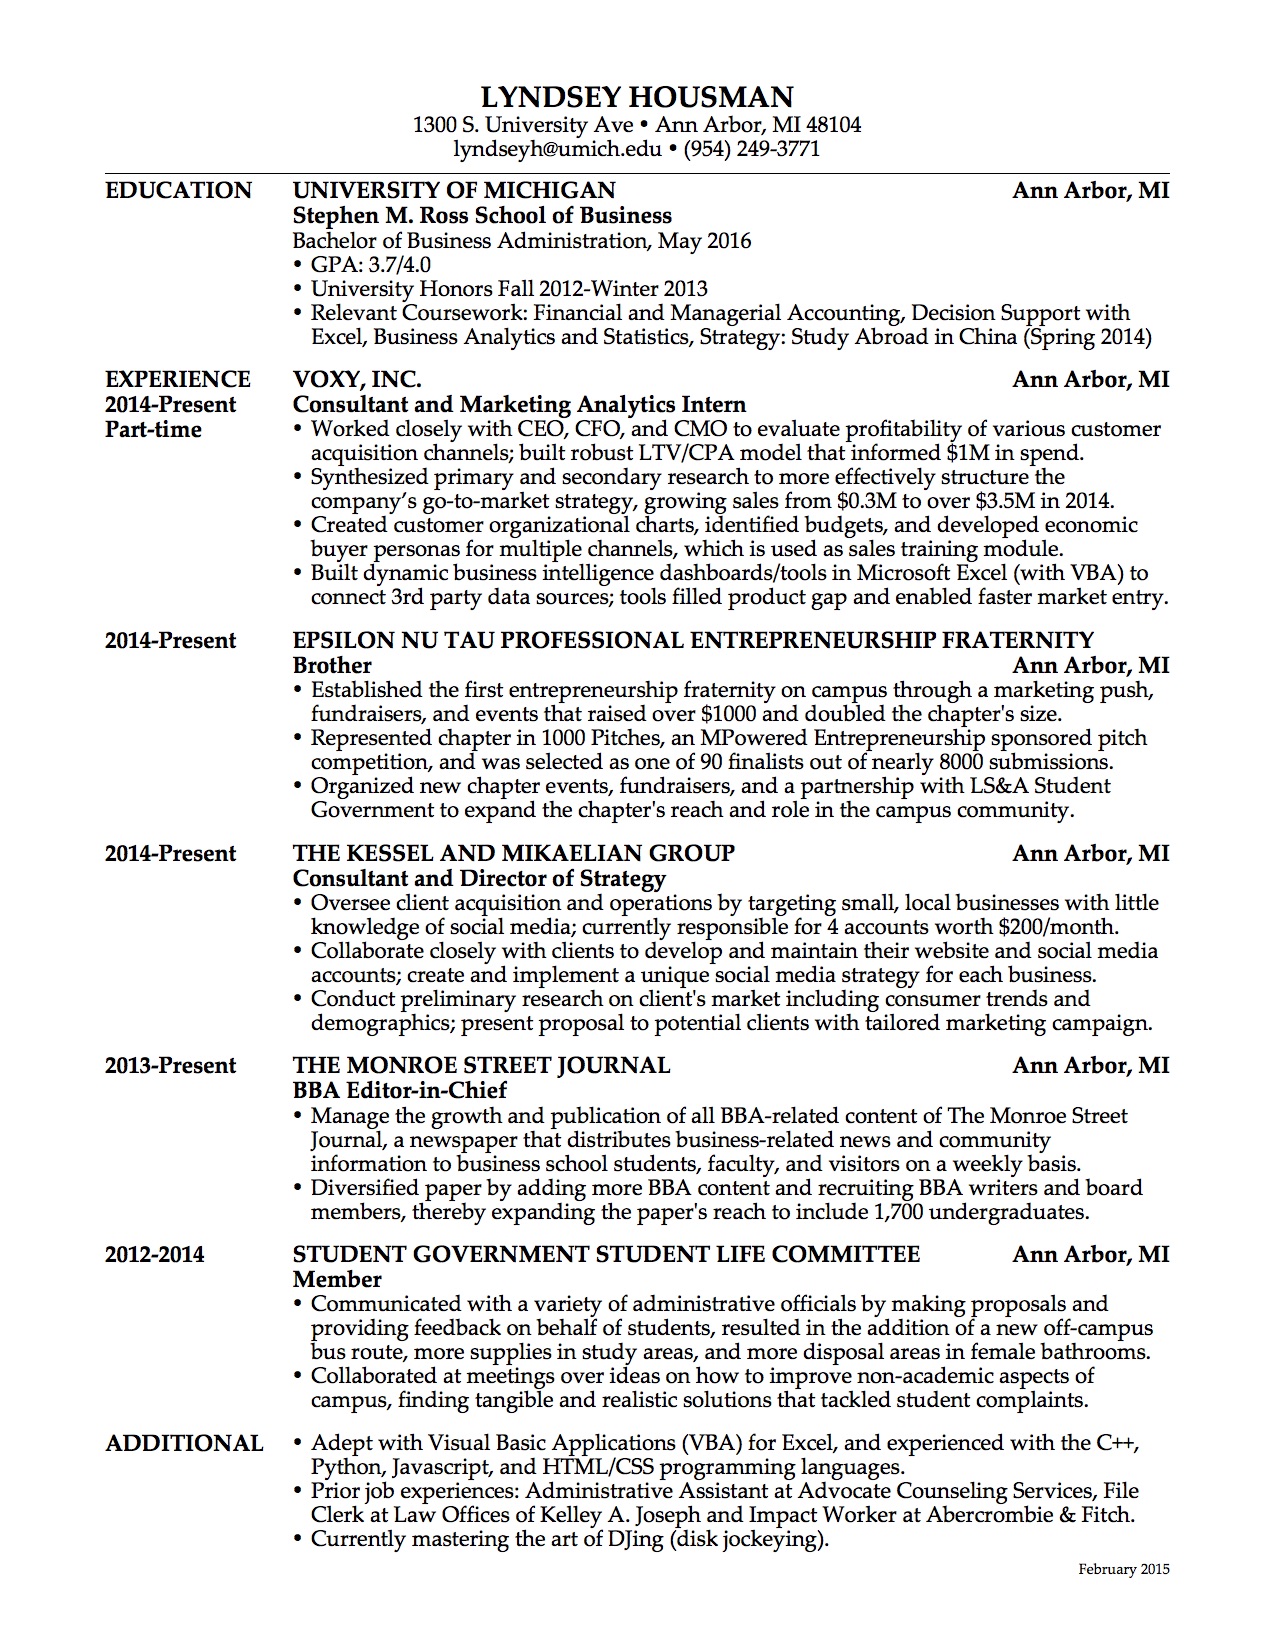 LYNDSEY HOUSMAN
1300 S. University Ave • Ann Arbor, MI 48104
lyndseyh@umich.edu • (954) 249-3771
EDUCATION UNIVERSITY OF MICHIGAN Ann Arbor, MI
Stephen M. Ross School of Business
Bachelor of Business Administration, May 2016
• GPA: 3.7/4.0
• University Honors Fall 2012-Winter 2013
• Relevant Coursework: Financial and Managerial Accounting, Decision Support with
Excel, Business Analytics and Statistics, Strategy: Study Abroad in China (Spring 2014)
EXPERIENCE VOXY, INC. Ann Arbor, MI
2014-Present Consultant and Marketing Analytics Intern
Part-time • Worked closely with CEO, CFO, and CMO to evaluate profitability of various customer
acquisition channels; built robust LTV/CPA model that informed $1M in spend.
• Synthesized primary and secondary research to more effectively structure the
company’s go-to-market strategy, growing sales from $0.3M to over $3.5M in 2014.
• Created customer organizational charts, identified budgets, and developed economic
buyer personas for multiple channels, which is used as sales training module.
• Built dynamic business intelligence dashboards/tools in Microsoft Excel (with VBA) to
connect 3rd party data sources; tools filled product gap and enabled faster market entry.
2014-Present EPSILON NU TAU PROFESSIONAL ENTREPRENEURSHIP FRATERNITY
Brother Ann Arbor, MI
• Established the first entrepreneurship fraternity on campus through a marketing push,
fundraisers, and events that raised over $1000 and doubled the chapter's size.
• Represented chapter in 1000 Pitches, an MPowered Entrepreneurship sponsored pitch
competition, and was selected as one of 90 finalists out of nearly 8000 submissions.
• Organized new chapter events, fundraisers, and a partnership with LS&A Student
Government to expand the chapter's reach and role in the campus community.
2014-Present THE KESSEL AND MIKAELIAN GROUP Ann Arbor, MI
Consultant and Director of Strategy
• Oversee client acquisition and operations by targeting small, local businesses with little
knowledge of social media; currently responsible for 4 accounts worth $200/month.
• Collaborate closely with clients to develop and maintain their website and social media
accounts; create and implement a unique social media strategy for each business.
• Conduct preliminary research on client's market including consumer trends and
demographics; present proposal to potential clients with tailored marketing campaign.
2013-Present THE MONROE STREET JOURNAL Ann Arbor, MI
BBA Editor-in-Chief
• Manage the growth and publication of all BBA-related content of The Monroe Street
Journal, a newspaper that distributes business-related news and community
information to business school students, faculty, and visitors on a weekly basis.
• Diversified paper by adding more BBA content and recruiting BBA writers and board
members, thereby expanding the paper's reach to include 1,700 undergraduates.
2012-2014 STUDENT GOVERNMENT STUDENT LIFE COMMITTEE Ann Arbor, MI
Member
• Communicated with a variety of administrative officials by making proposals and
providing feedback on behalf of students, resulted in the addition of a new off-campus
bus route, more supplies in study areas, and more disposal areas in female bathrooms.
• Collaborated at meetings over ideas on how to improve non-academic aspects of
campus, finding tangible and realistic solutions that tackled student complaints.
ADDITIONAL • Adept with Visual Basic Applications (VBA) for Excel, and experienced with the C++,
Python, Javascript, and HTML/CSS programming languages.
• Prior job experiences: Administrative Assistant at Advocate Counseling Services, File
Clerk at Law Offices of Kelley A. Joseph and Impact Worker at Abercrombie & Fitch.
• Currently mastering the art of DJing (disk jockeying).
February 2015